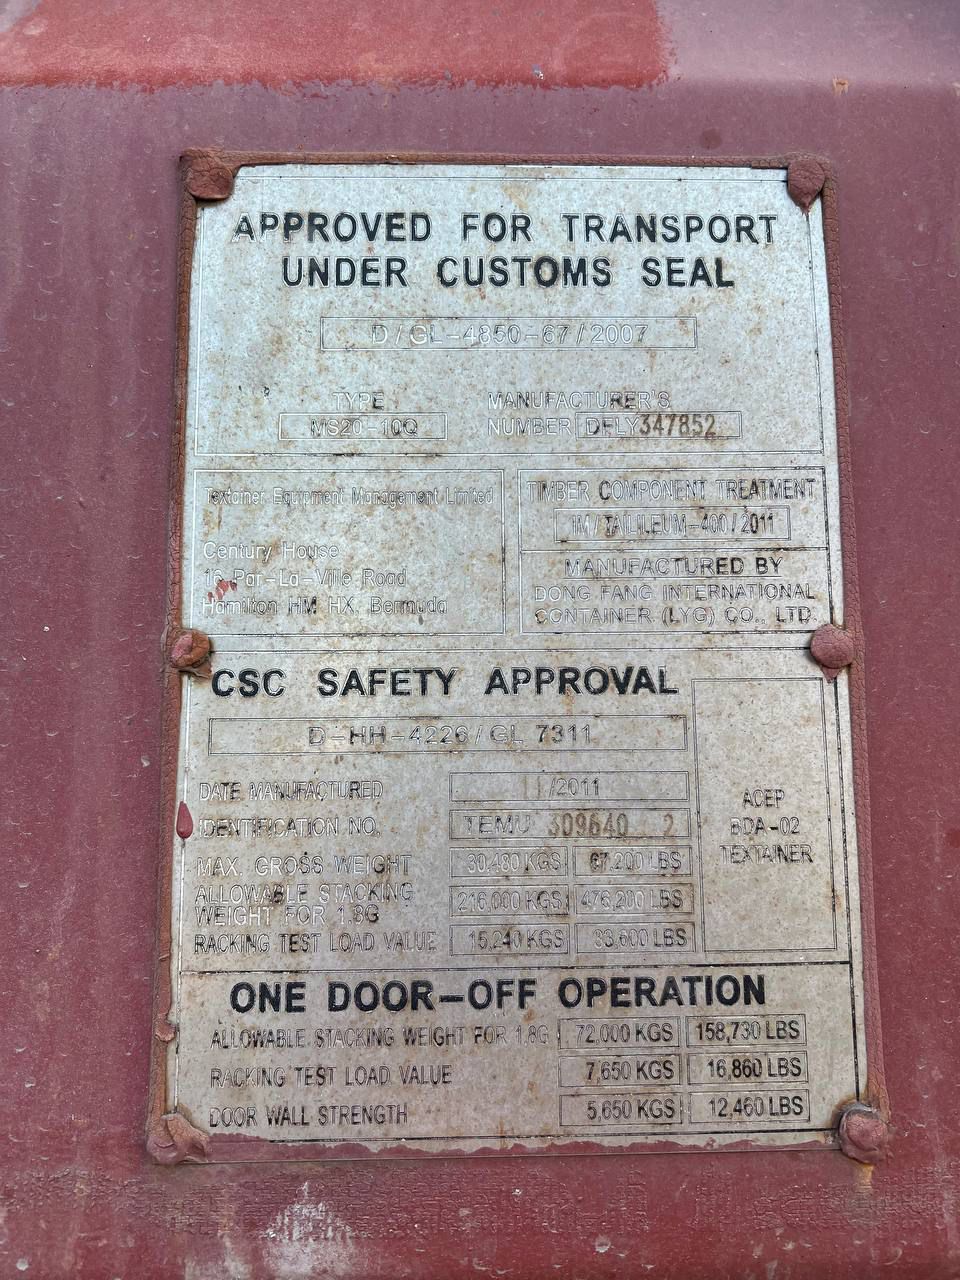 APPROVED FOR TRANSPORT
UNDER CUSTOMS SEAL
D/GL-4850-67/2007
TYPE MS20-10Q
MANUFACTURER'S
NUMBER DFLY347852
Textainer Equipment Management Limited
Century House
16 Par-La-Ville Road
Hamilton HM HX. Bermuda
TIMBER COMPONENT TREATMENT
IM/TAILILEUM-400/2011
MANUFACTURED BY
DONG FANG INTERNATIONAL
CONTAINER (LYG) CO., LTD.
CSC SAFETY APPROVAL
D-HH-4226/GL 7311
DATE MANUFACTURED 11/2011
IDENTIFICATION NO. TEMU 309640 2
MAX. GROSS WEIGHT 30,480 KGS 67,200 LBS
ALLOWABLE STACKING
WEIGHT FOR 1.8G 216,000 KGS 476,200 LBS
RACKING TEST LOAD VALUE 15,240 KGS 33,600 LBS
ACEP
BDA-02
TEXTAINER
ONE DOOR-OFF OPERATION
ALLOWABLE STACKING WEIGHT FOR 1.8G 72,000 KGS 158,730 LBS
RACKING TEST LOAD VALUE 7,650 KGS 16,860 LBS
DOOR WALL STRENGTH 5,650 KGS 12,460 LBS